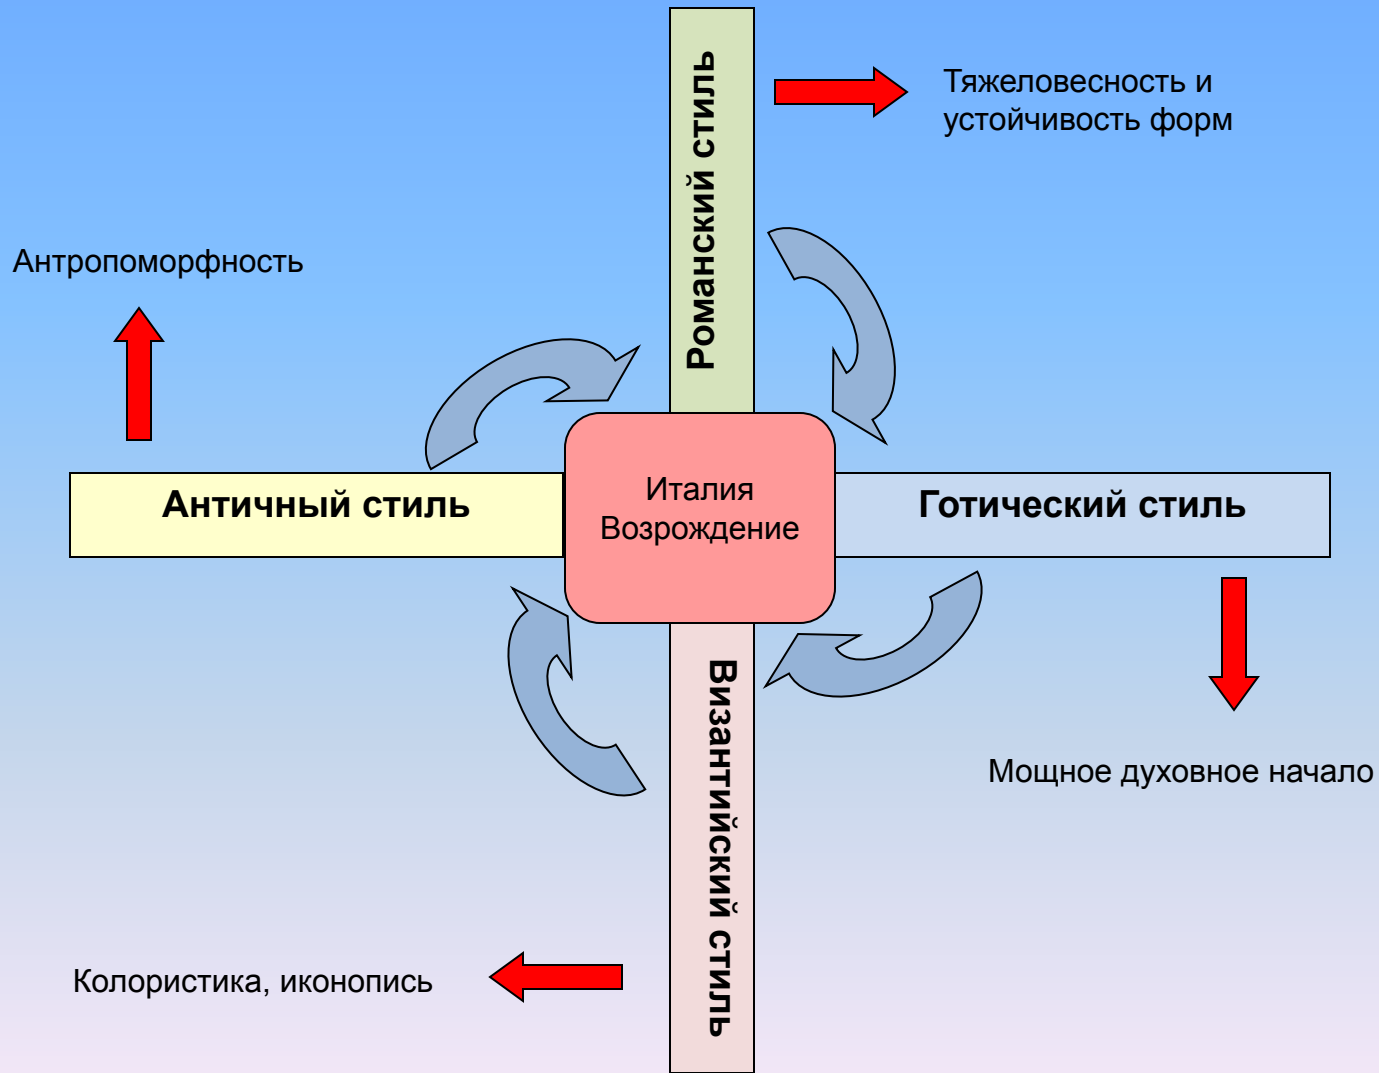 Романский стиль
Тяжеловесность и
устойчивость форм
Антропоморфность
Античный стиль
Италия
Возрождение
Готический стиль
Византийский стиль
Мощное духовное начало
Колористика, иконопись